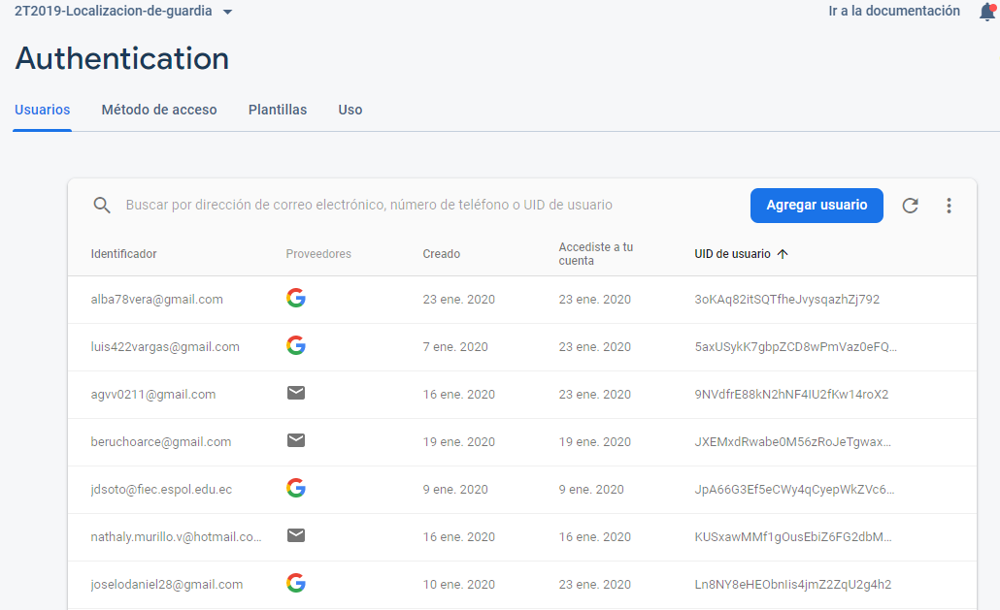 2T2019-Localizacion-de-guardia
Ir a la documentación
Authentication
Usuarios Método de acceso Plantillas Uso
Buscar por dirección de correo electrónico, número de teléfono o UID de usuario
Agregar usuario
Identificador Proveedores Creado Accediste a tu cuenta UID de usuario
alba78vera@gmail.com 23 ene. 2020 23 ene. 2020 3oKAq82itSQTfheJvysqazhZj792
luis422vargas@gmail.com 7 ene. 2020 23 ene. 2020 5axUSykK7gbpZCD8wPmVaz0eFQ...
agvv0211@gmail.com 16 ene. 2020 23 ene. 2020 9NVdfrE88kN2hNF4IU2fKw14roX2
beruchoarce@gmail.com 19 ene. 2020 19 ene. 2020 JXEMxdRwabe0M56zRoJeTgwax...
jdsoto@fiec.espol.edu.ec 9 ene. 2020 9 ene. 2020 JpA66G3Ef5eCWy4qCyepWkZVc6...
nathaly.murillo.v@hotmail.co... 16 ene. 2020 16 ene. 2020 KUSxawMMf1gOusEbiZ6FG2dbM...
joselodaniel28@gmail.com 10 ene. 2020 23 ene. 2020 Ln8NY8eHEObnIis4jmZ2ZqU2g4h2